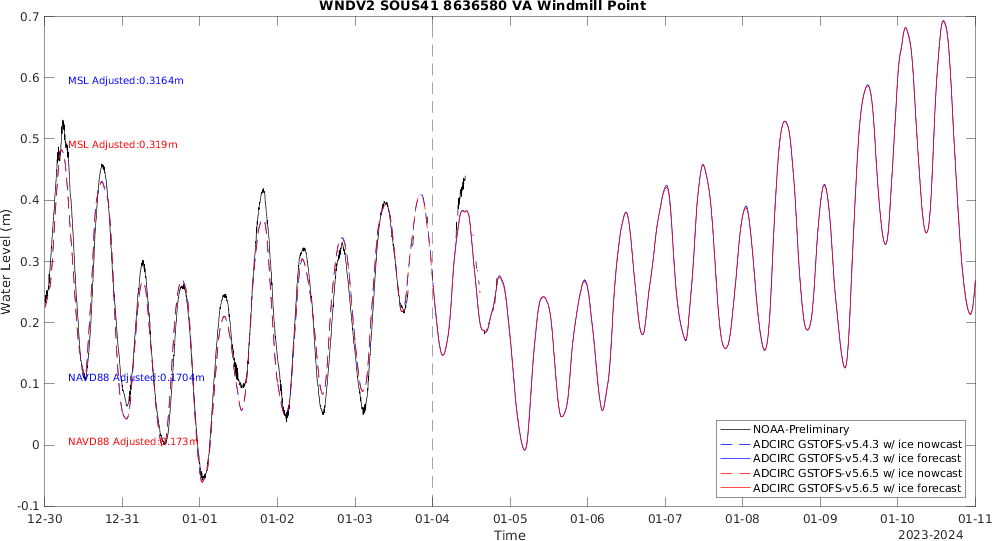 WNDV2 SOUS41 8636580 VA Windmill Point
0.7
0.6
0.5
0.4
0.3
0.2
0.1
0
-0.1
Water Level (m)
MSL Adjusted:0.3164m
MSL Adjusted:0.319m
NAVD88 Adjusted:0.1704m
NAVD88 Adjusted:0.173m
NOAA-Preliminary
ADCIRC GSTOFS-v5.4.3 w/ ice nowcast
ADCIRC GSTOFS-v5.4.3 w/ ice forecast
ADCIRC GSTOFS-v5.6.5 w/ ice nowcast
ADCIRC GSTOFS-v5.6.5 w/ ice forecast
12-30 12-31 01-01 01-02 01-03 01-04 01-05 01-06 01-07 01-08 01-09 01-10 01-11
Time
2023-2024